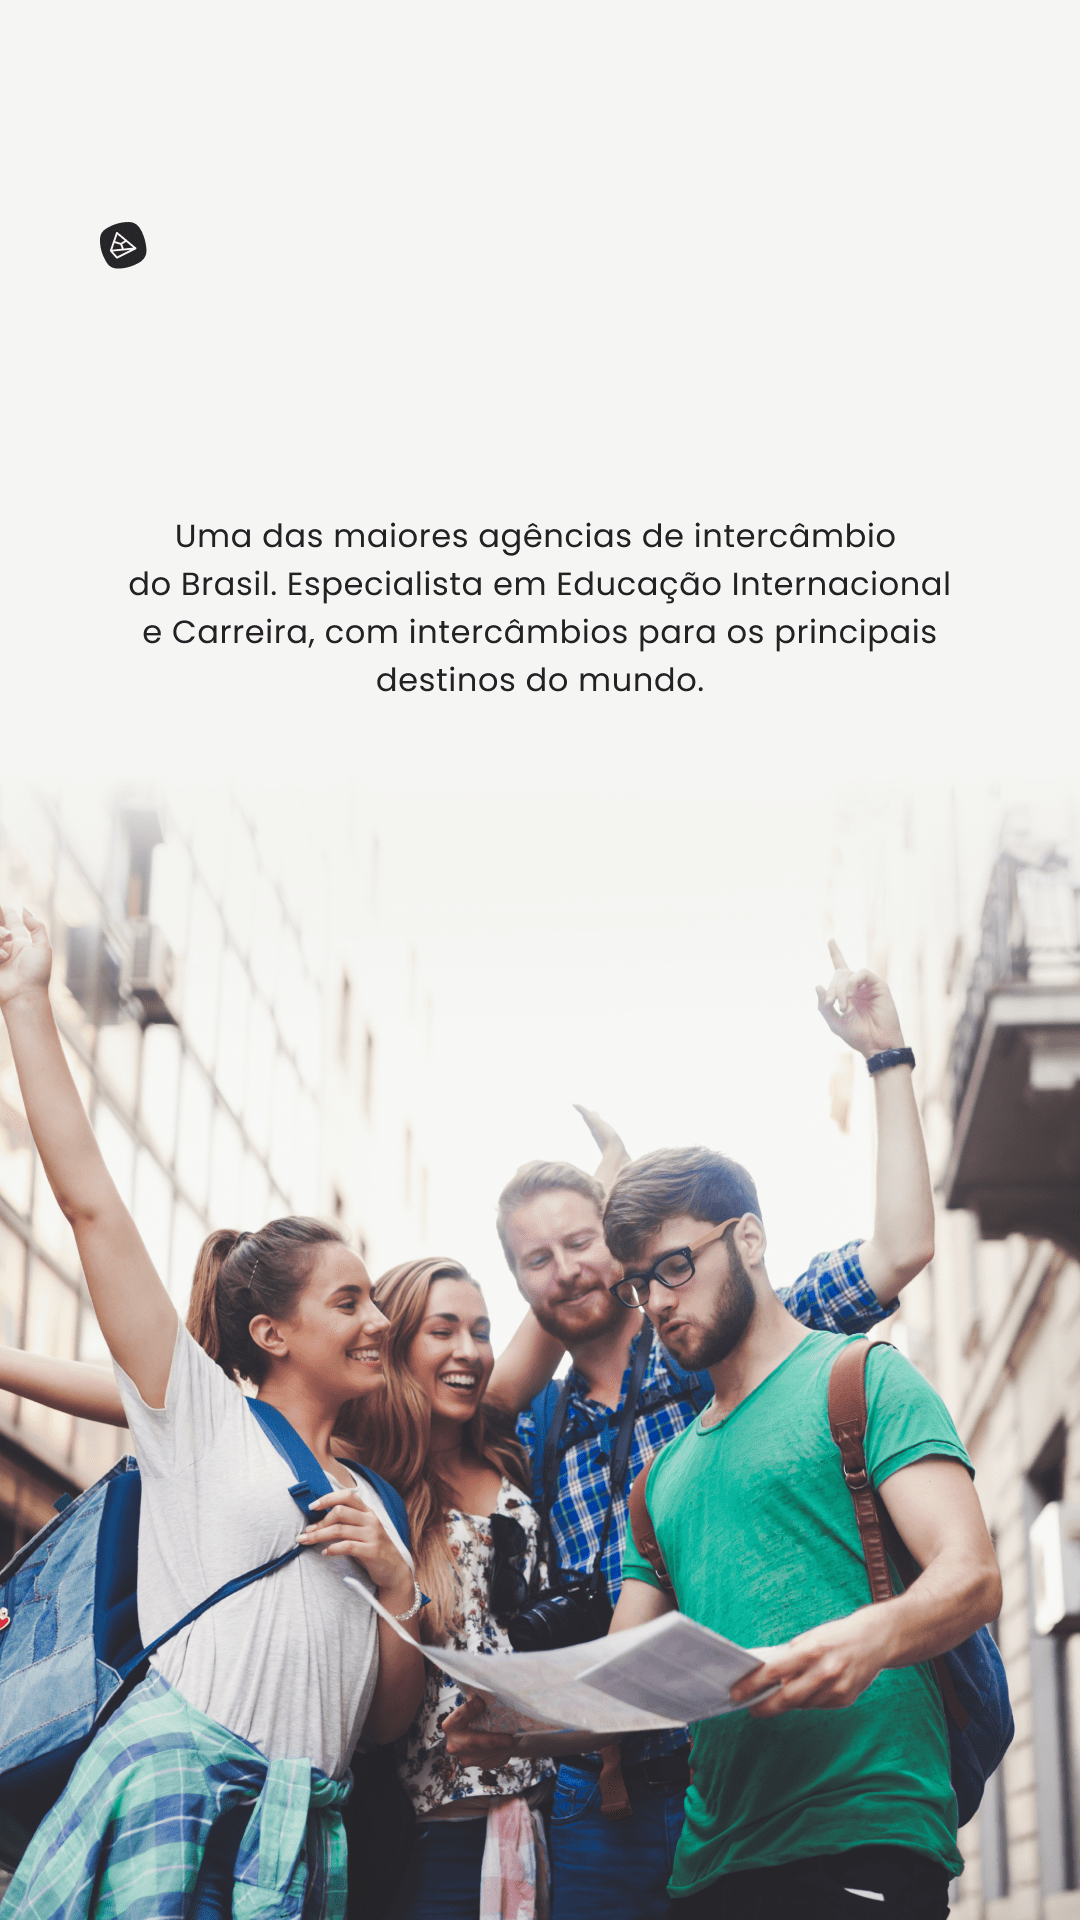 Uma das maiores agências de intercâmbio
do Brasil. Especialista em Educação Internacional
e Carreira, com intercâmbios para os principais
destinos do mundo.